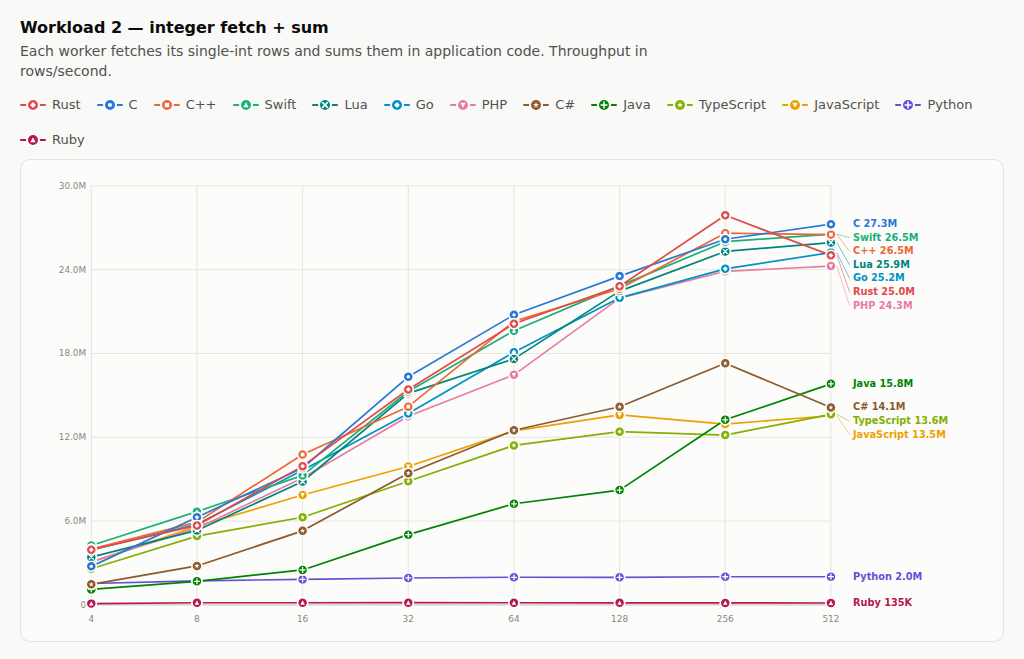 Workload 2 — integer fetch + sum
Each worker fetches its single-int rows and sums them in application code. Throughput in
rows/second.
Rust C C++ Swift Lua Go PHP C# Java TypeScript JavaScript Python
Ruby
30.0M
24.0M
18.0M
12.0M
6.0M
0
C 27.3M
Swift 26.5M
C++ 26.5M
Lua 25.9M
Go 25.2M
Rust 25.0M
PHP 24.3M
Java 15.8M
C# 14.1M
TypeScript 13.6M
JavaScript 13.5M
Python 2.0M
Ruby 135K
4 8 16 32 64 128 256 512